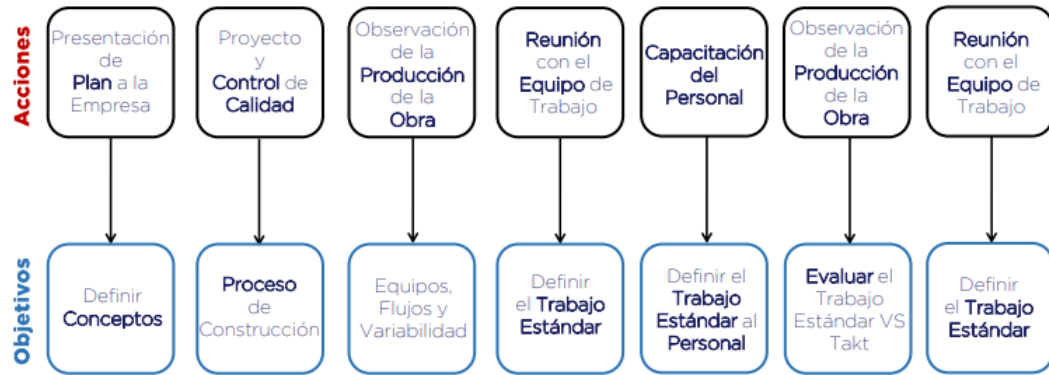 Acciones
Presentación
de
Plan a la
Empresa
Proyecto
y
Control de
Calidad
Observación
de la
Producción
de la
Obra
Reunión
con el
Equipo de
Trabajo
Capacitación
del
Personal
Observación
de la
Producción
de la
Obra
Reunión
con el
Equipo de
Trabajo
Objetivos
Definir
Conceptos
Proceso
de
Construcción
Equipos,
Flujos y
Variabilidad
Definir
el Trabajo
Estándar
Definir el
Trabajo
Estándar al
Personal
Evaluar el
Trabajo
Estándar VS
Takt
Definir
el Trabajo
Estándar